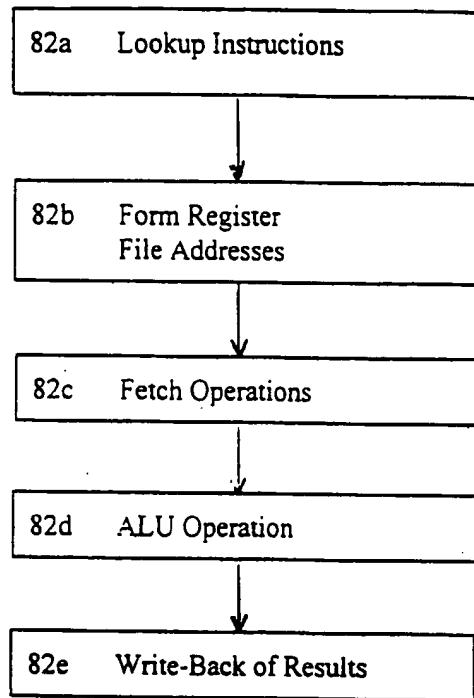 82a Lookup Instructions
82b Form Register
File Addresses
82c Fetch Operations
82d ALU Operation
82e Write-Back of Results